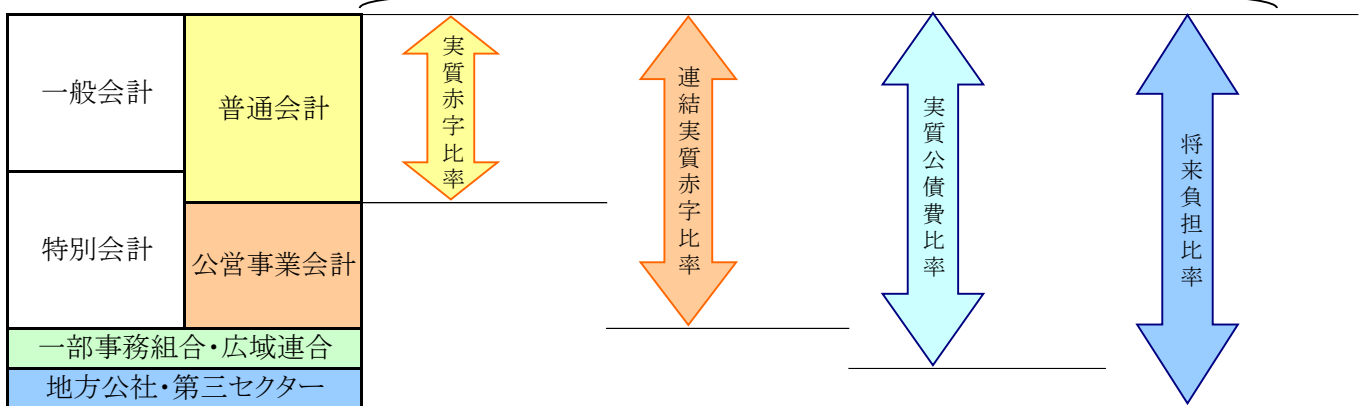 一般会計
普通会計
特別会計
公営事業会計
一部事務組合・広域連合
地方公社・第三セクター
実質赤字比率
連結実質赤字比率
実質公債費比率
将来負担比率